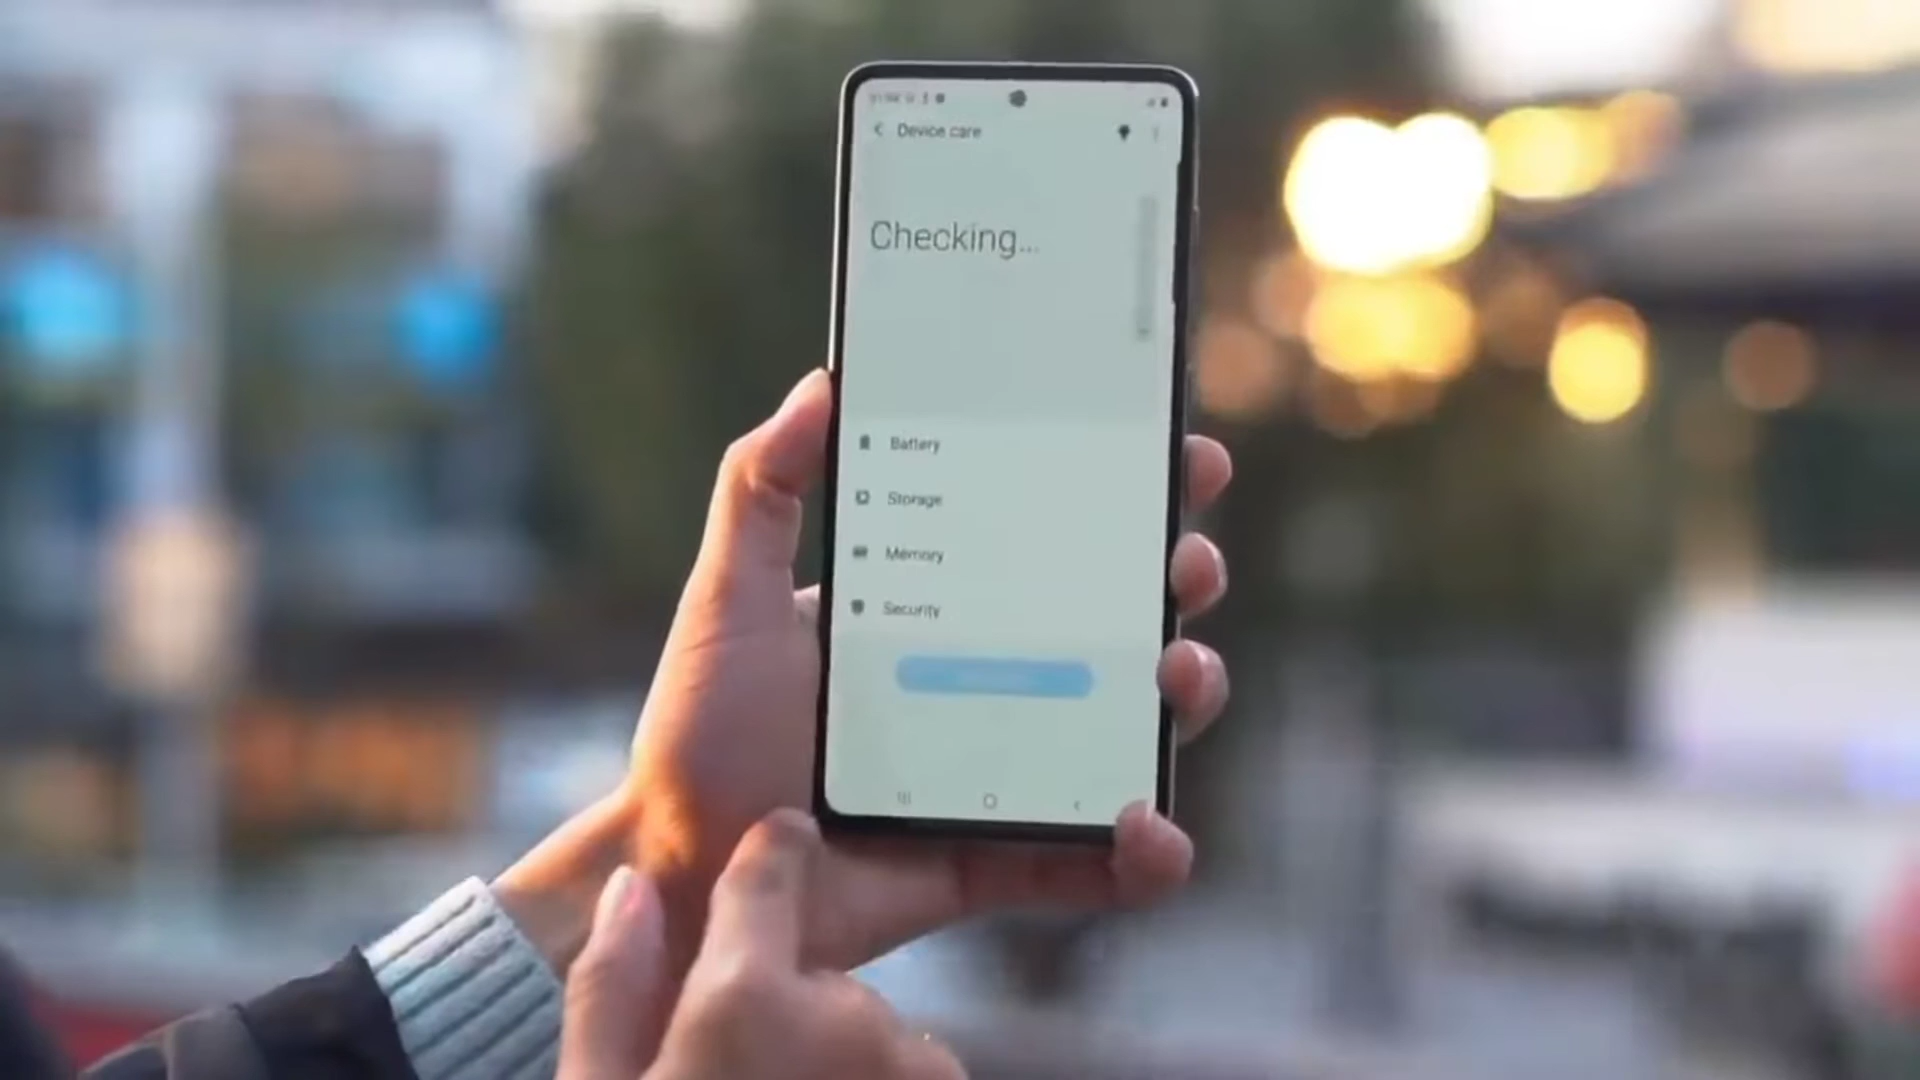 Device care
Checking...
Battery
Storage
Memory
Security